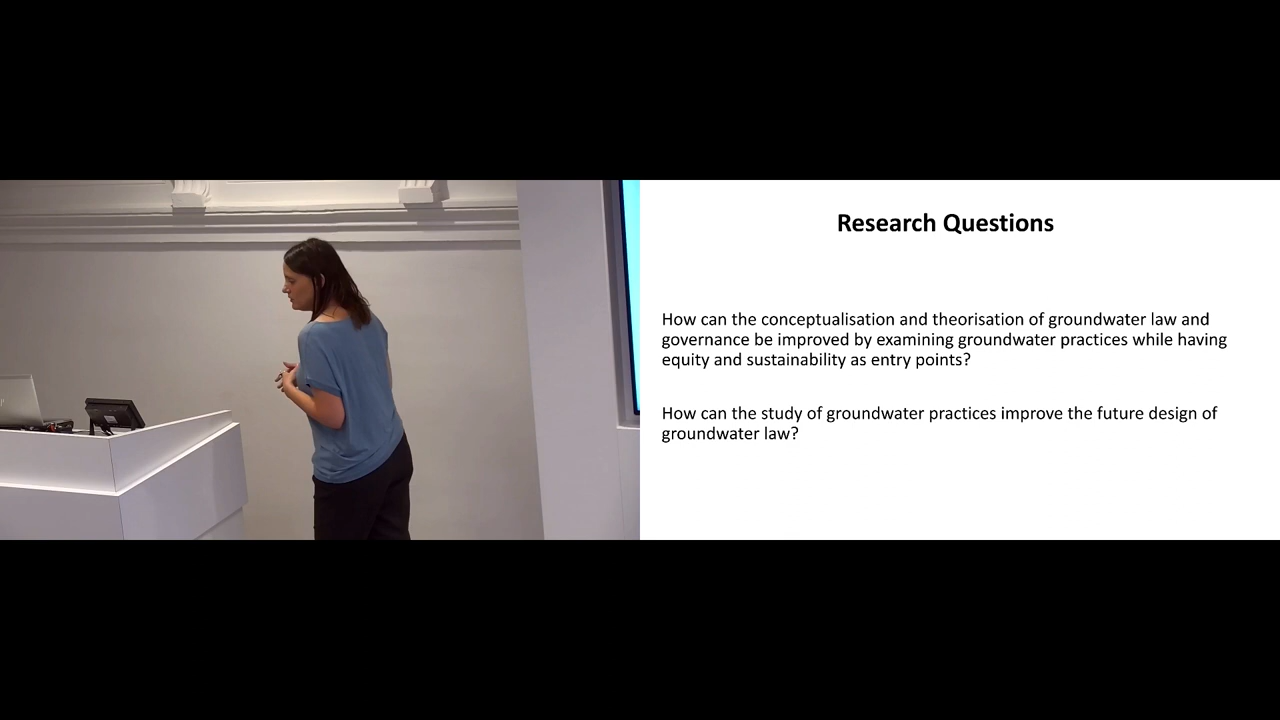 Research Questions
How can the conceptualisation and theorisation of groundwater law and
governance be improved by examining groundwater practices while having
equity and sustainability as entry points?
How can the study of groundwater practices improve the future design of
groundwater law?